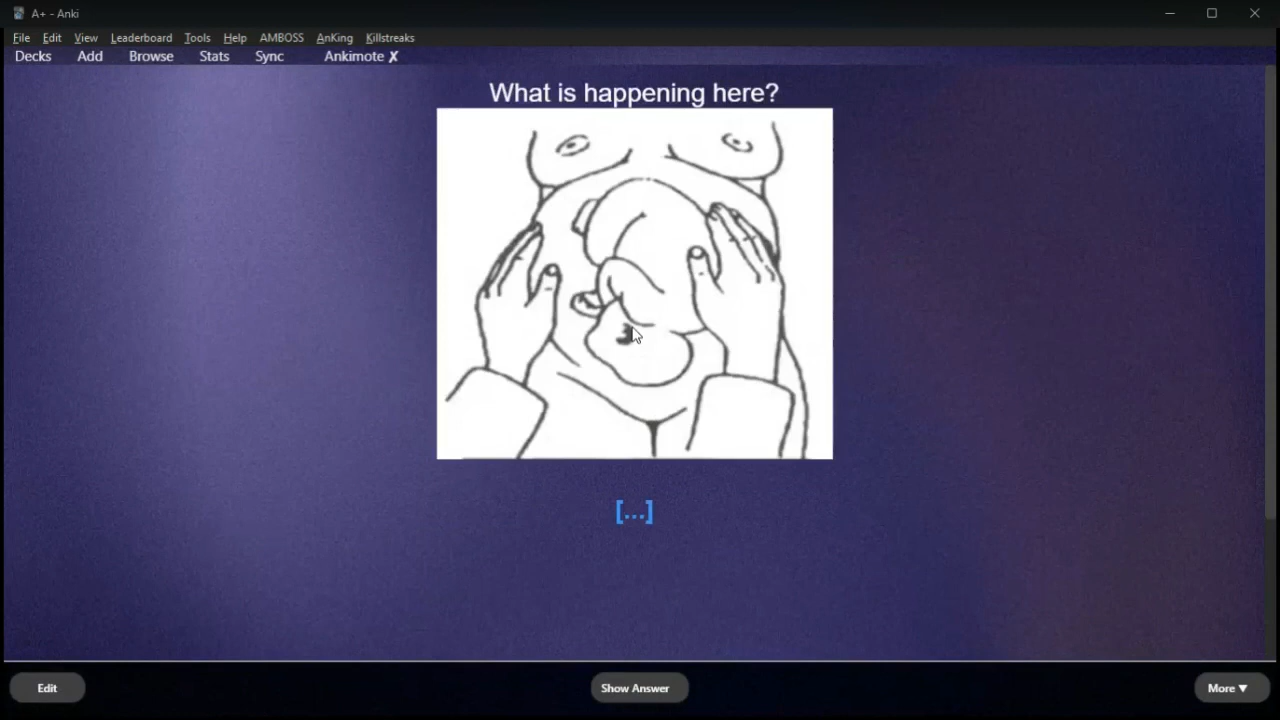 A+ - Anki
File Edit View Leaderboard Tools Help AMBOSS AnKing Killstreaks
Decks Add Browse Stats Sync Ankimote ✗
What is happening here?
[...]
Edit Show Answer More ▼